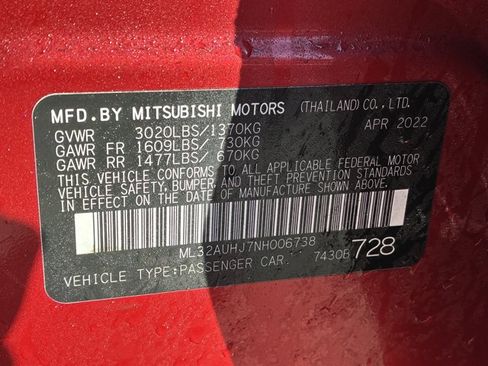 MFD.BY MITSUBISHI MOTORS (THAILAND) CO., LTD.
GVWR 3020LBS/1370KG APR 2022
GAWR FR 1609LBS/ 730KG
GAWR RR 1477LBS/ 670KG
THIS VEHICLE CONFORMS TO ALL APPLICABLE FEDERAL MOTOR
VEHICLE SAFETY, BUMPER, AND THEFT PREVENTION STANDARDS
IN EFFECT ON THE DATE OF MANUFACTURE SHOWN ABOVE.
ML32AUHJ7NH006738
VEHICLE TYPE:PASSENGER CAR 7430B 728